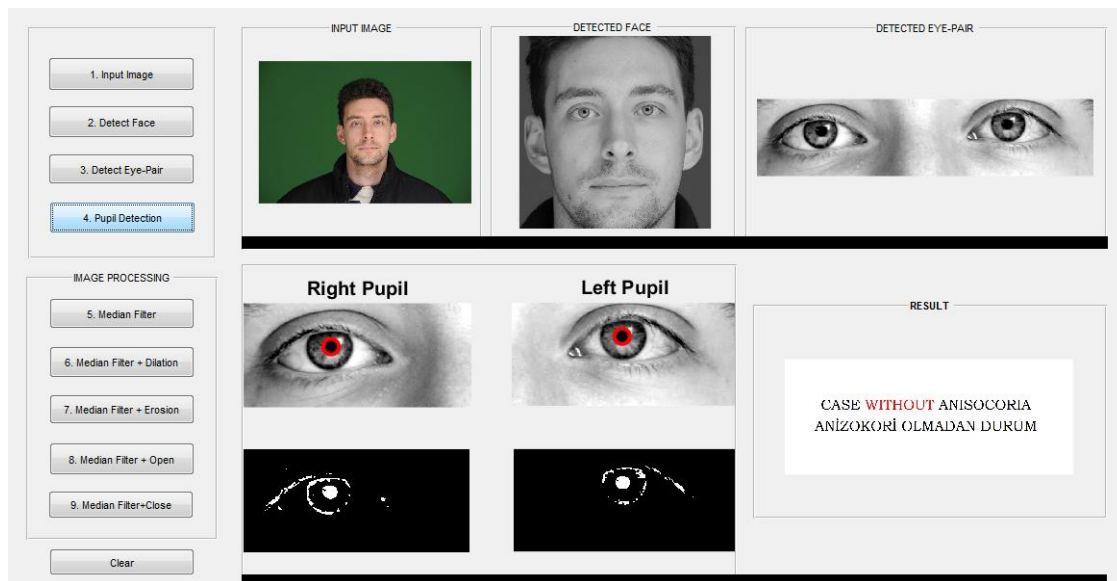 INPUT IMAGE
DETECTED FACE
DETECTED EYE-PAIR
1. Input Image
2. Detect Face
3. Detect Eye-Pair
4. Pupil Detection
IMAGE PROCESSING
5. Median Filter
6. Median Filter + Dilation
7. Median Filter + Erosion
8. Median Filter + Open
9. Median Filter+Close
Clear
Right Pupil
Left Pupil
RESULT
CASE WITHOUT ANISOCORIA
ANİZOKORİ OLMADAN DURUM